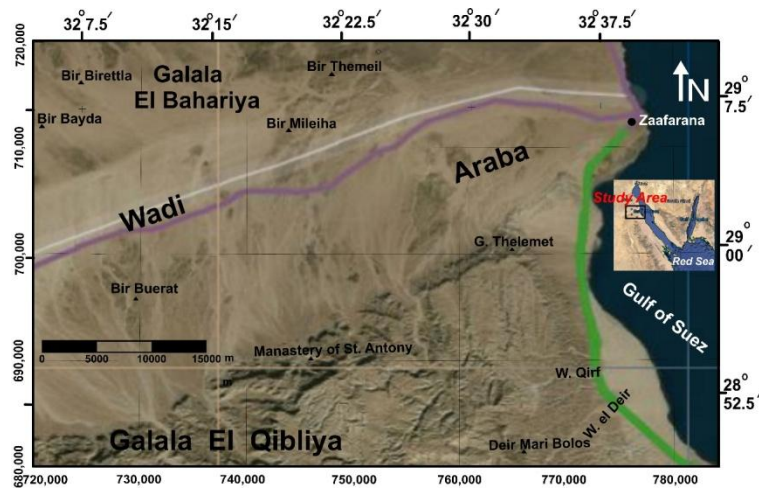 32° 7.5′ 32° 15′ 32° 22.5′ 32° 30′ 32° 37.5′
720,000
Bir Birettla
Galala
El Bahariya
Bir Themeil
N
29°
7.5′
Bir Bayda
Bir Mileiha
Zaafarana
710,000
Araba
Wadi
Study Area
Red Sea
G. Thelemet
29°
00′
700,000
Bir Buerat
Gulf of Suez
0 5000 10000 15000 m
Manastery of St. Antony
690,000
m
W. Qirf
W. el Deir
28°
52.5′
Galala El Qibliya
Deir Mari Bolos
680,000
720,000 730,000 740,000 750,000 760,000 770,000 780,000